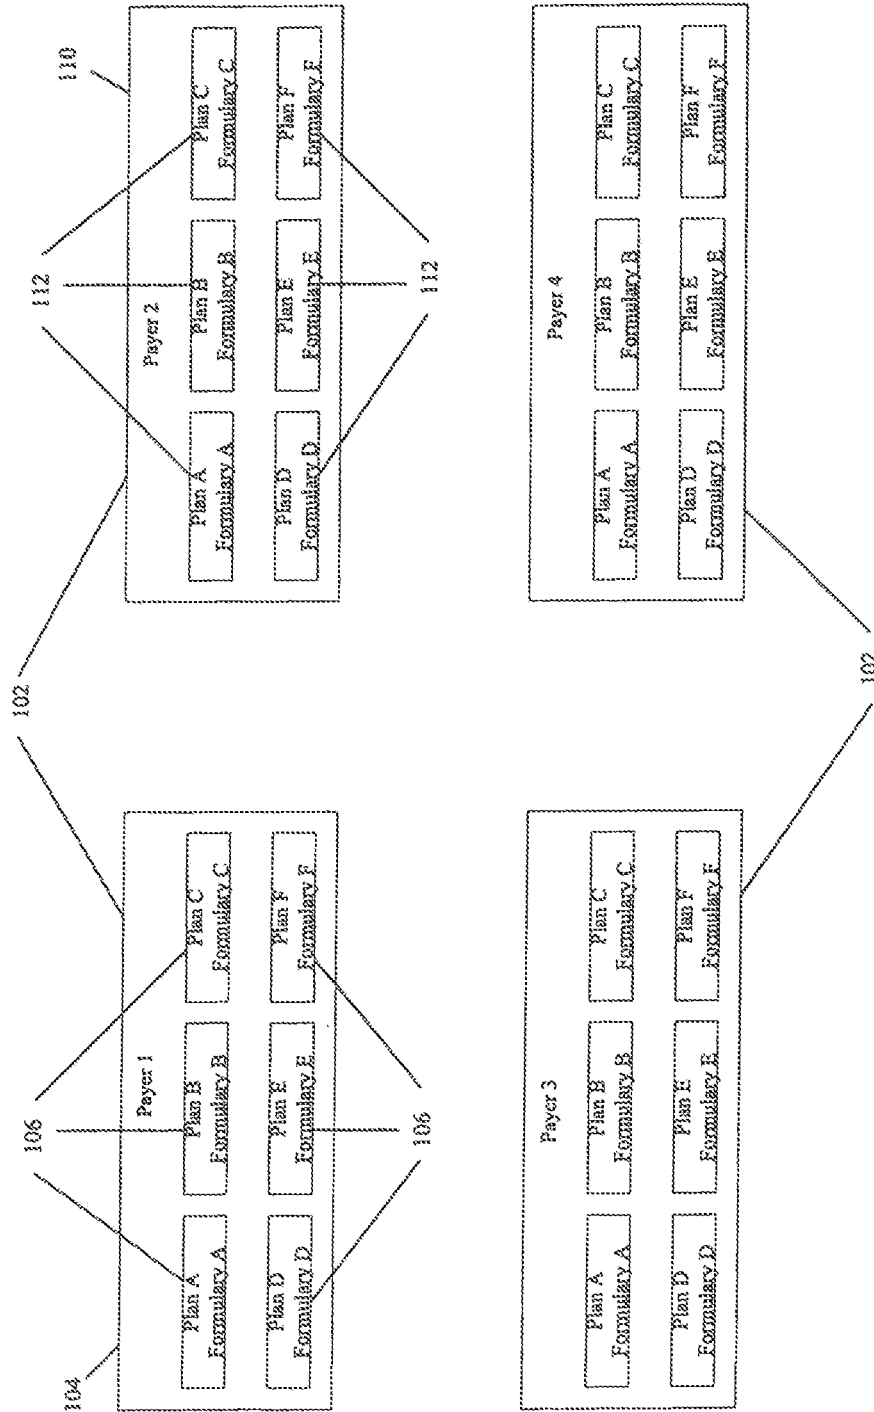 102
104
106
Payer 1
Plan A
Formulary A
Plan B
Formulary B
Plan C
Formulary C
Plan D
Formulary D
Plan E
Formulary E
Plan F
Formulary F
106
110
112
Payer 2
Plan A
Formulary A
Plan B
Formulary B
Plan C
Formulary C
Plan D
Formulary D
Plan E
Formulary E
Plan F
Formulary F
112
Payer 3
Plan A
Formulary A
Plan B
Formulary B
Plan C
Formulary C
Plan D
Formulary D
Plan E
Formulary E
Plan F
Formulary F
Payer 4
Plan A
Formulary A
Plan B
Formulary B
Plan C
Formulary C
Plan D
Formulary D
Plan E
Formulary E
Plan F
Formulary F
102